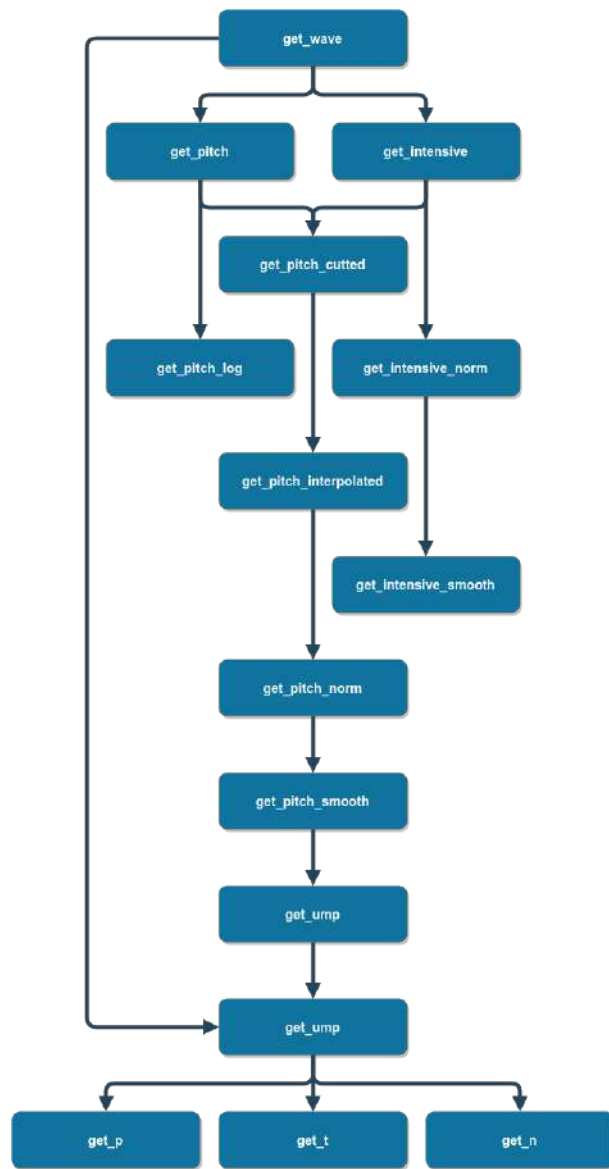 get_wave
get_pitch
get_intensive
get_pitch_cutted
get_pitch_log
get_intensive_norm
get_pitch_interpolated
get_intensive_smooth
get_pitch_norm
get_pitch_smooth
get_ump
get_ump
get_p
get_t
get_n